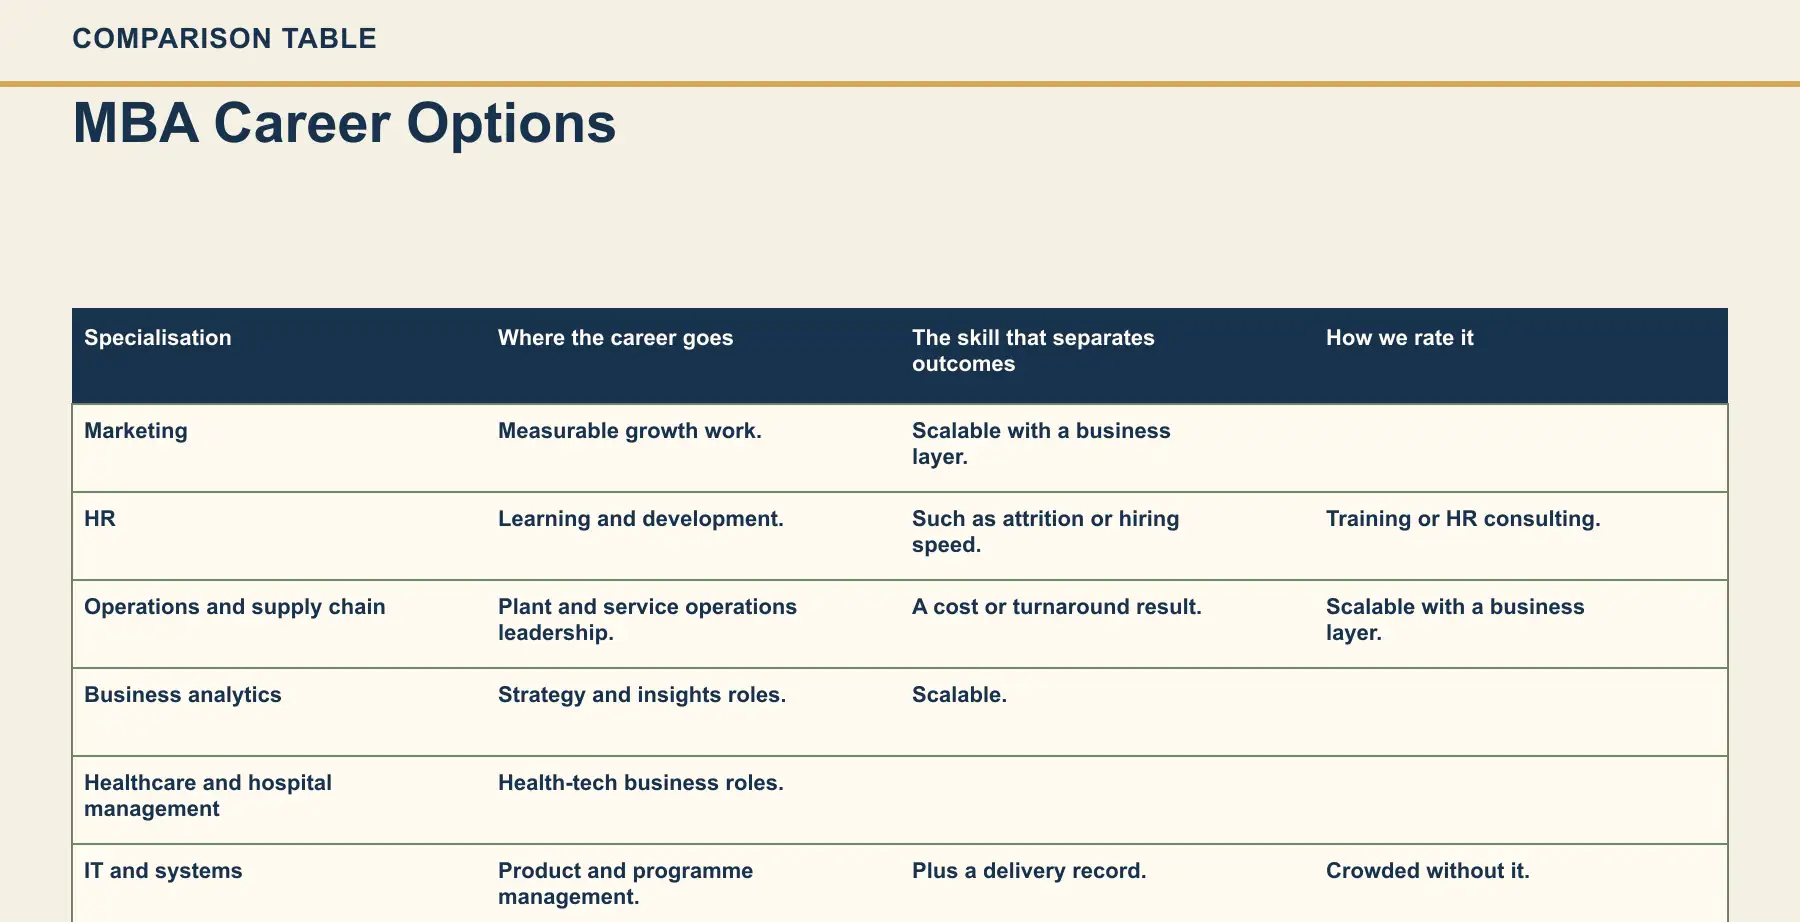 COMPARISON TABLE
MBA Career Options
Specialisation
Where the career goes
The skill that separates
outcomes
How we rate it
Marketing
Measurable growth work.
Scalable with a business
layer.
HR
Learning and development.
Such as attrition or hiring
speed.
Training or HR consulting.
Operations and supply chain
Plant and service operations
leadership.
A cost or turnaround result.
Scalable with a business
layer.
Business analytics
Strategy and insights roles.
Scalable.
Healthcare and hospital
management
Health-tech business roles.
IT and systems
Product and programme
management.
Plus a delivery record.
Crowded without it.